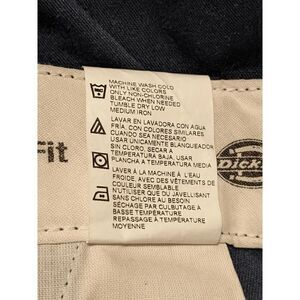 MACHINE WASH COLD
WITH LIKE COLORS
ONLY NON-CHLORINE
BLEACH WHEN NEEDED
TUMBLE DRY LOW
MEDIUM IRON
LAVAR EN LAVADORA CON AGUA
FRÍA, CON COLORES SIMILARES
CUANDO SEA NECESARIO
USAR UNICAMENTE BLANQUEADOR
SIN CLORO, SECAR A
TEMPERATURA BAJA, USAR
PLANCHA A TEMPERATURA MEDIA
LAVER À LA MACHINE À L'EAU
FROIDE, AVEC DES VÊTEMENTS DE
COULEUR SEMBLABLE
N'UTILISER QUE DU JAVELLISANT
SANS CHLORE AU BESOIN
SÉCHAGE PAR CULBUTAGE À
BASSE TEMPÉRATURE
REPASSAGE À TEMPÉRATURE
MOYENNE
Fit
DICK